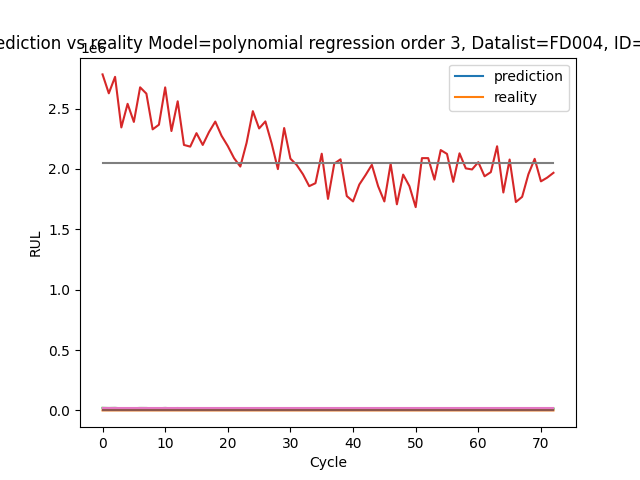 ediction vs reality Model=polynomial regression order 3, Datalist=FD004, ID=
1e6
prediction
reality
2.5
2.0
1.5
1.0
0.5
0.0
RUL
0 10 20 30 40 50 60 70
Cycle